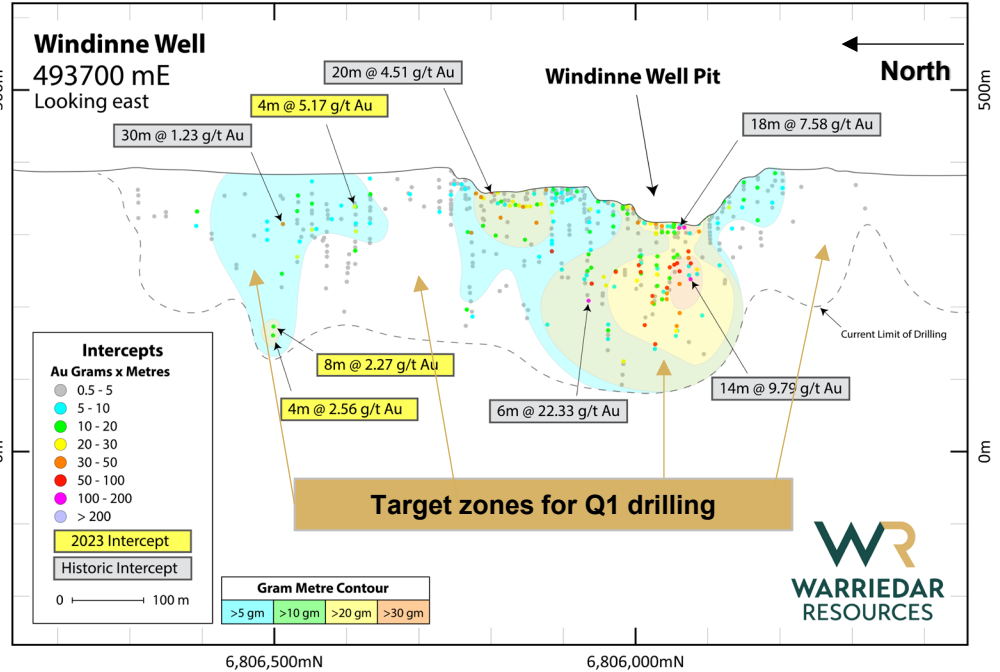 Windinne Well
493700 mE
Looking east
20m @ 4.51 g/t Au
4m @ 5.17 g/t Au
30m @ 1.23 g/t Au
Windinne Well Pit
North
18m @ 7.58 g/t Au
500m
Current Limit of Drilling
8m @ 2.27 g/t Au
4m @ 2.56 g/t Au
6m @ 22.33 g/t Au
14m @ 9.79 g/t Au
0m
Target zones for Q1 drilling
Intercepts
Au Grams x Metres
0.5 - 5
5 - 10
10 - 20
20 - 30
30 - 50
50 - 100
100 - 200
> 200
2023 Intercept
Historic Intercept
0 100 m
Gram Metre Contour
>5 gm >10 gm >20 gm >30 gm
WR
WARRIEDAR
RESOURCES
6,806,500mN 6,806,000mN